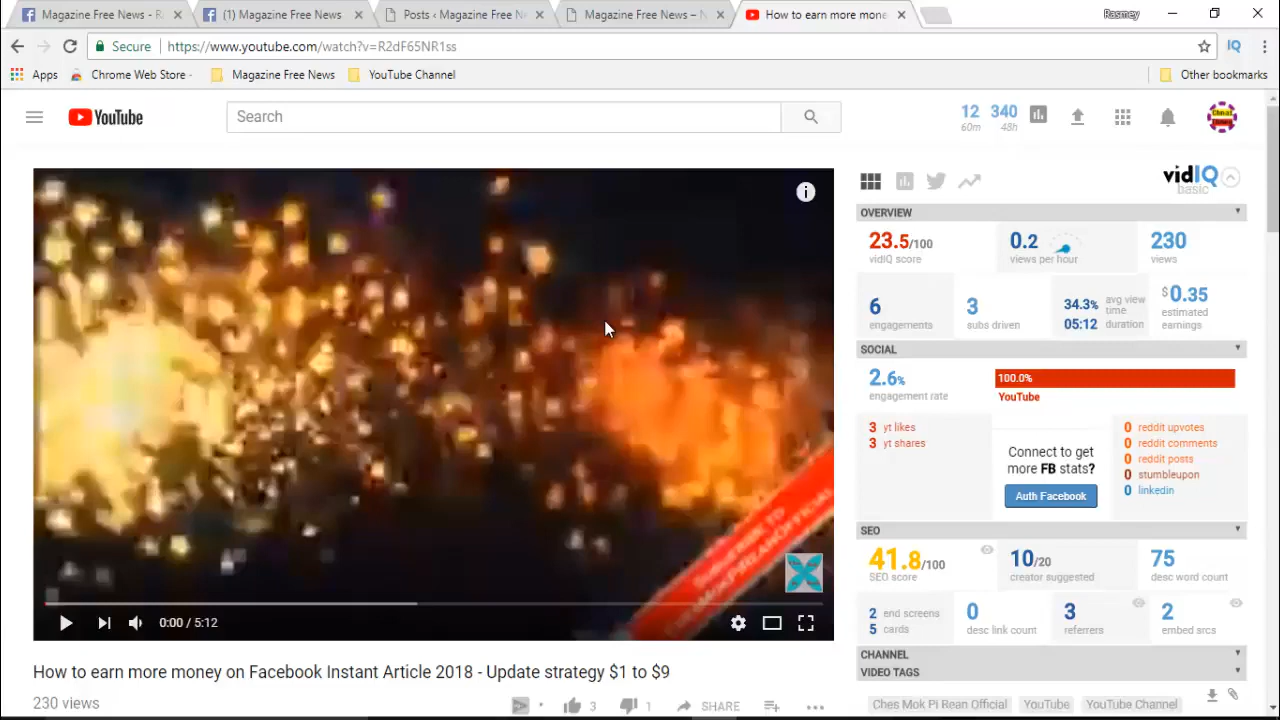 Magazine Free News - R
(1) Magazine Free News
Posts ‹ Magazine Free Ne
Magazine Free News – N
How to earn more mone
Rasmey
Secure
https://www.youtube.com/watch?v=R2dF65NR1ss
IQ
Apps
Chrome Web Store -
Magazine Free News
YouTube Channel
Other bookmarks
YouTube
Search
12
60m
340
48h
vidIQ
basic
OVERVIEW
23.5/100
vidIQ score
0.2
views per hour
230
views
6
engagements
3
subs driven
34.3% avg view time
05:12 duration
$0.35
estimated
earnings
SOCIAL
2.6%
engagement rate
100.0%
YouTube
3 yt likes
3 yt shares
Connect to get
more FB stats?
Auth Facebook
0 reddit upvotes
0 reddit comments
0 reddit posts
0 stumbleupon
0 linkedin
SEO
41.8/100
SEO score
10/20
creator suggested
75
desc word count
2 end screens
5 cards
0
desc link count
3
referrers
2
embed srcs
CHANNEL
VIDEO TAGS
Ches Mok Pi Rean Official
YouTube
YouTube Channel
SUBSCRIBE TO
0:00 / 5:12
How to earn more money on Facebook Instant Article 2018 - Update strategy $1 to $9
230 views
3
1
SHARE